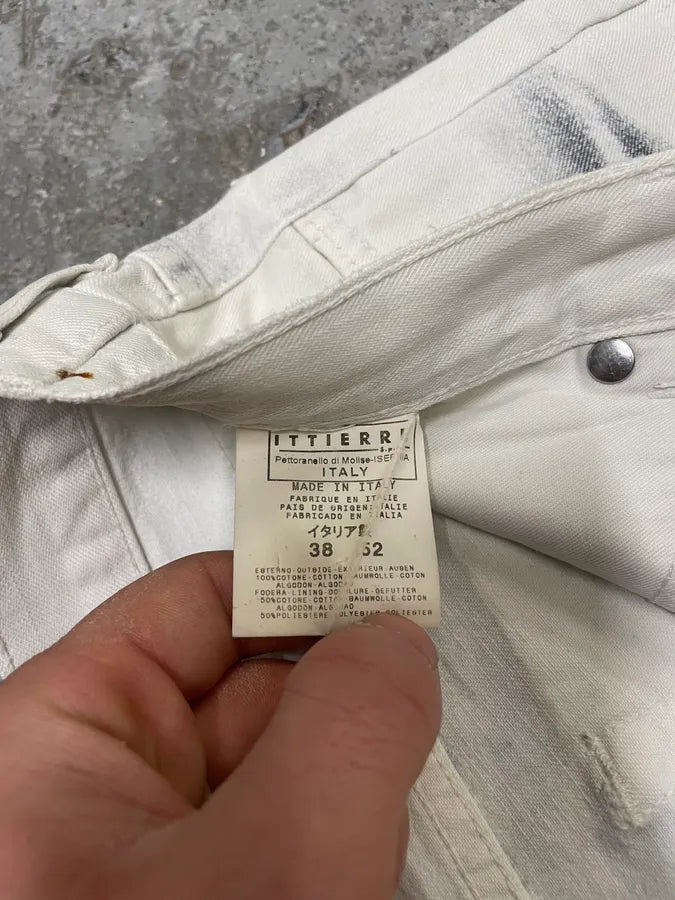 ITTIERRE
S.p.A.
Pettoranello di Molise-ISERNIA
ITALY
MADE IN ITALY
FABRIQUE EN ITALIE
PAIS DE ORIGEN: ITALIE
FABRICADO EN ITALIA
イタリア製
38 52
ESTERNO-OUTSIDE-EXTERIEUR-AUßEN
100%COTONE-COTTON-BAUMWOLLE-COTON
ALGODON-ALGODAO
FODERA-LINING-DOUBLURE-GEFUTTER
50%COTONE-COTTON-BAUMWOLLE-COTON
ALGODON-ALGODAO
50%POLIESTERE-POLYESTER-POLIESTER